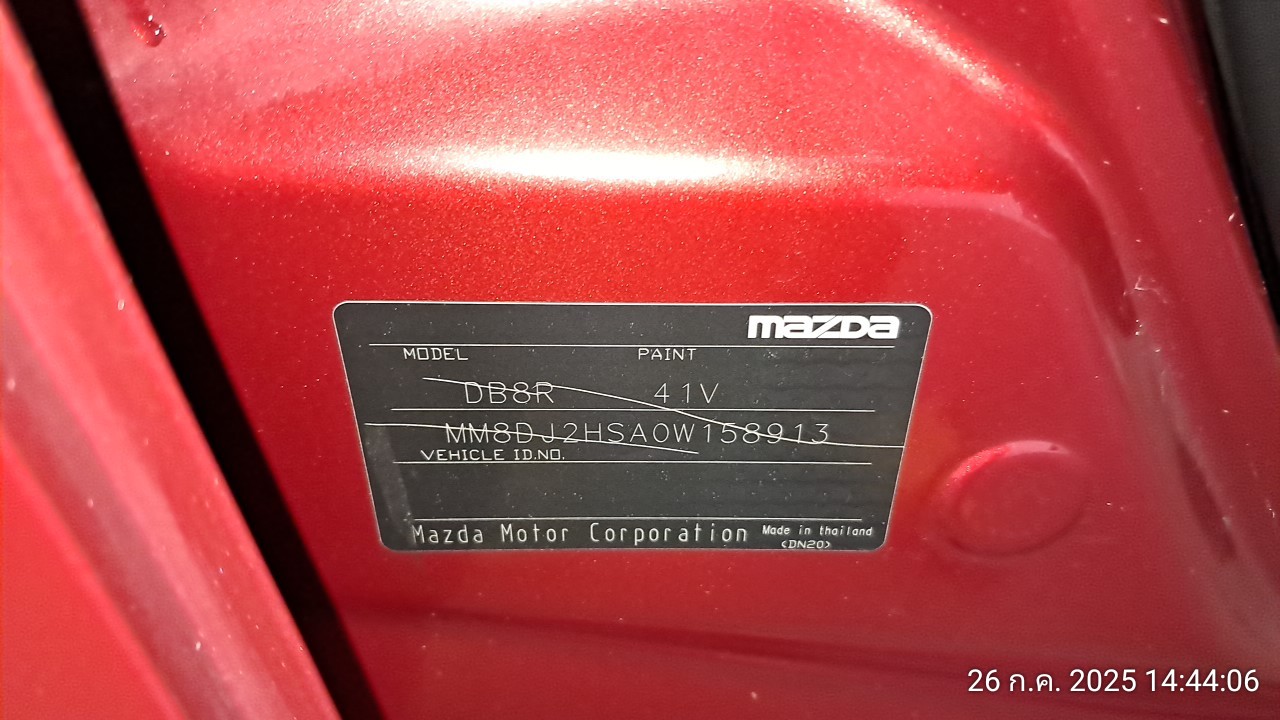 mazda
MODEL PAINT
DB8R 41V
MM8DJ2HSA0W158913
VEHICLE ID.NO.
Mazda Motor Corporation Made in thailand
<DN20>
26 ก.ค. 2025 14:44:06